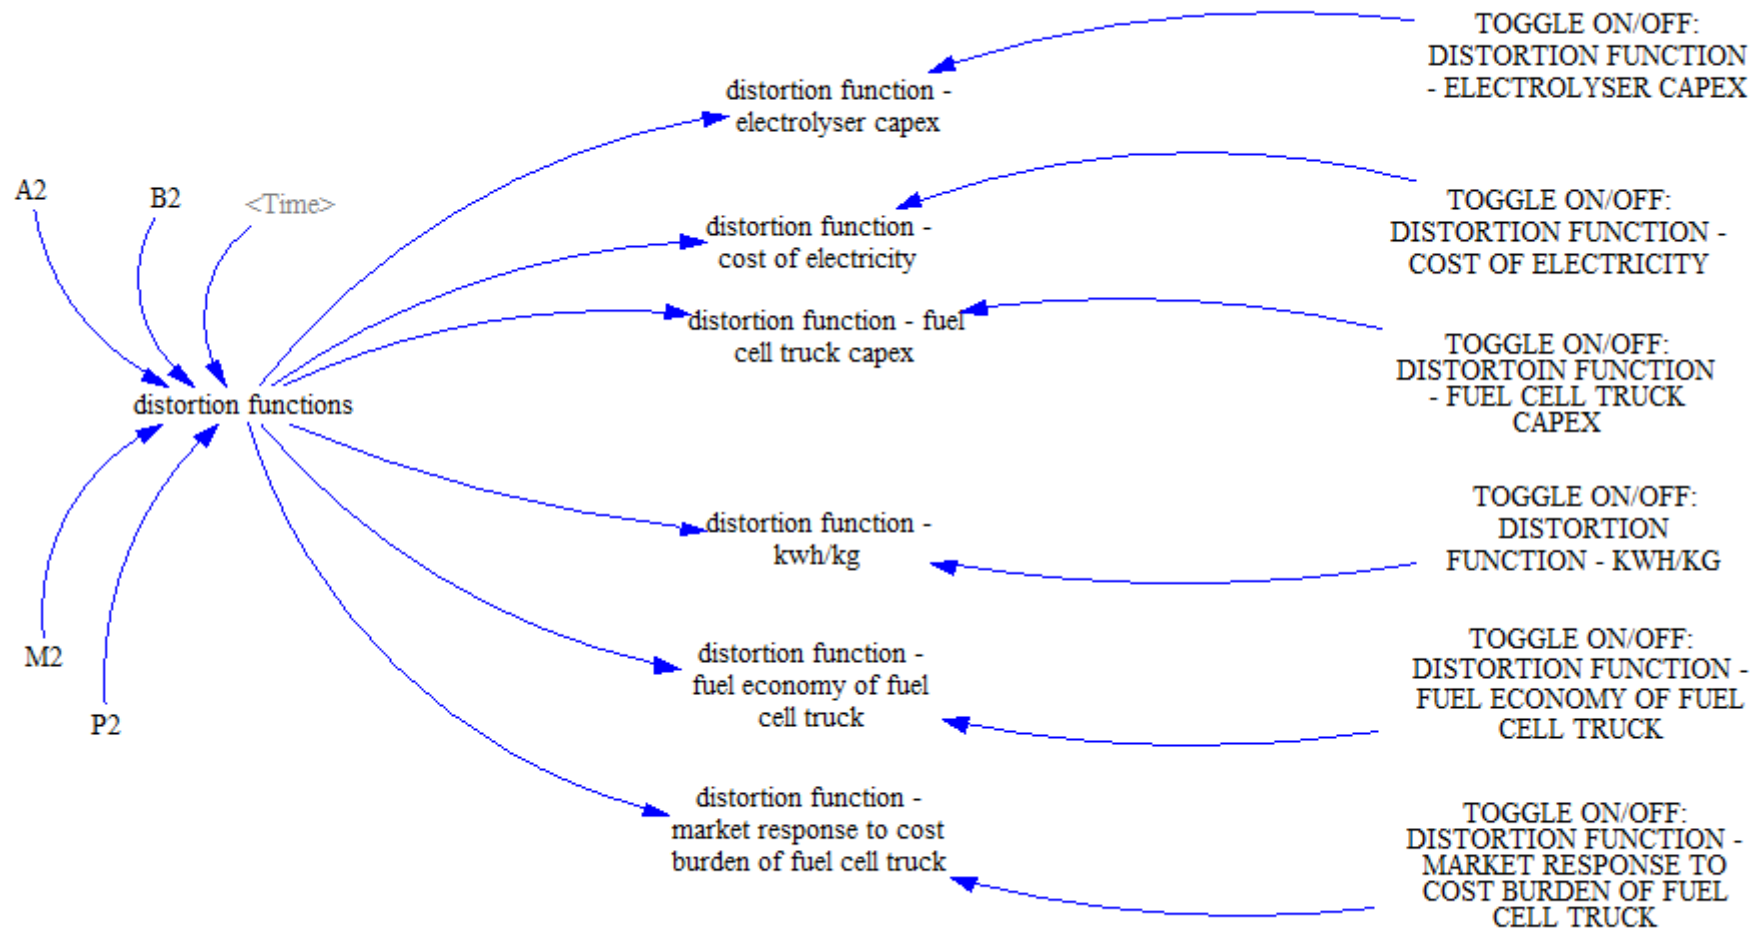 A2
B2
<Time>
distortion functions
M2
P2
distortion function -
electrolyser capex
distortion function -
cost of electricity
distortion function - fuel
cell truck capex
distortion function -
kwh/kg
distortion function -
fuel economy of fuel
cell truck
distortion function -
market response to cost
burden of fuel cell truck
TOGGLE ON/OFF:
DISTORTION FUNCTION
- ELECTROLYSER CAPEX
TOGGLE ON/OFF:
DISTORTION FUNCTION -
COST OF ELECTRICITY
TOGGLE ON/OFF:
DISTORTOIN FUNCTION
- FUEL CELL TRUCK
CAPEX
TOGGLE ON/OFF:
DISTORTION
FUNCTION - KWH/KG
TOGGLE ON/OFF:
DISTORTION FUNCTION -
FUEL ECONOMY OF FUEL
CELL TRUCK
TOGGLE ON/OFF:
DISTORTION FUNCTION -
MARKET RESPONSE TO
COST BURDEN OF FUEL
CELL TRUCK